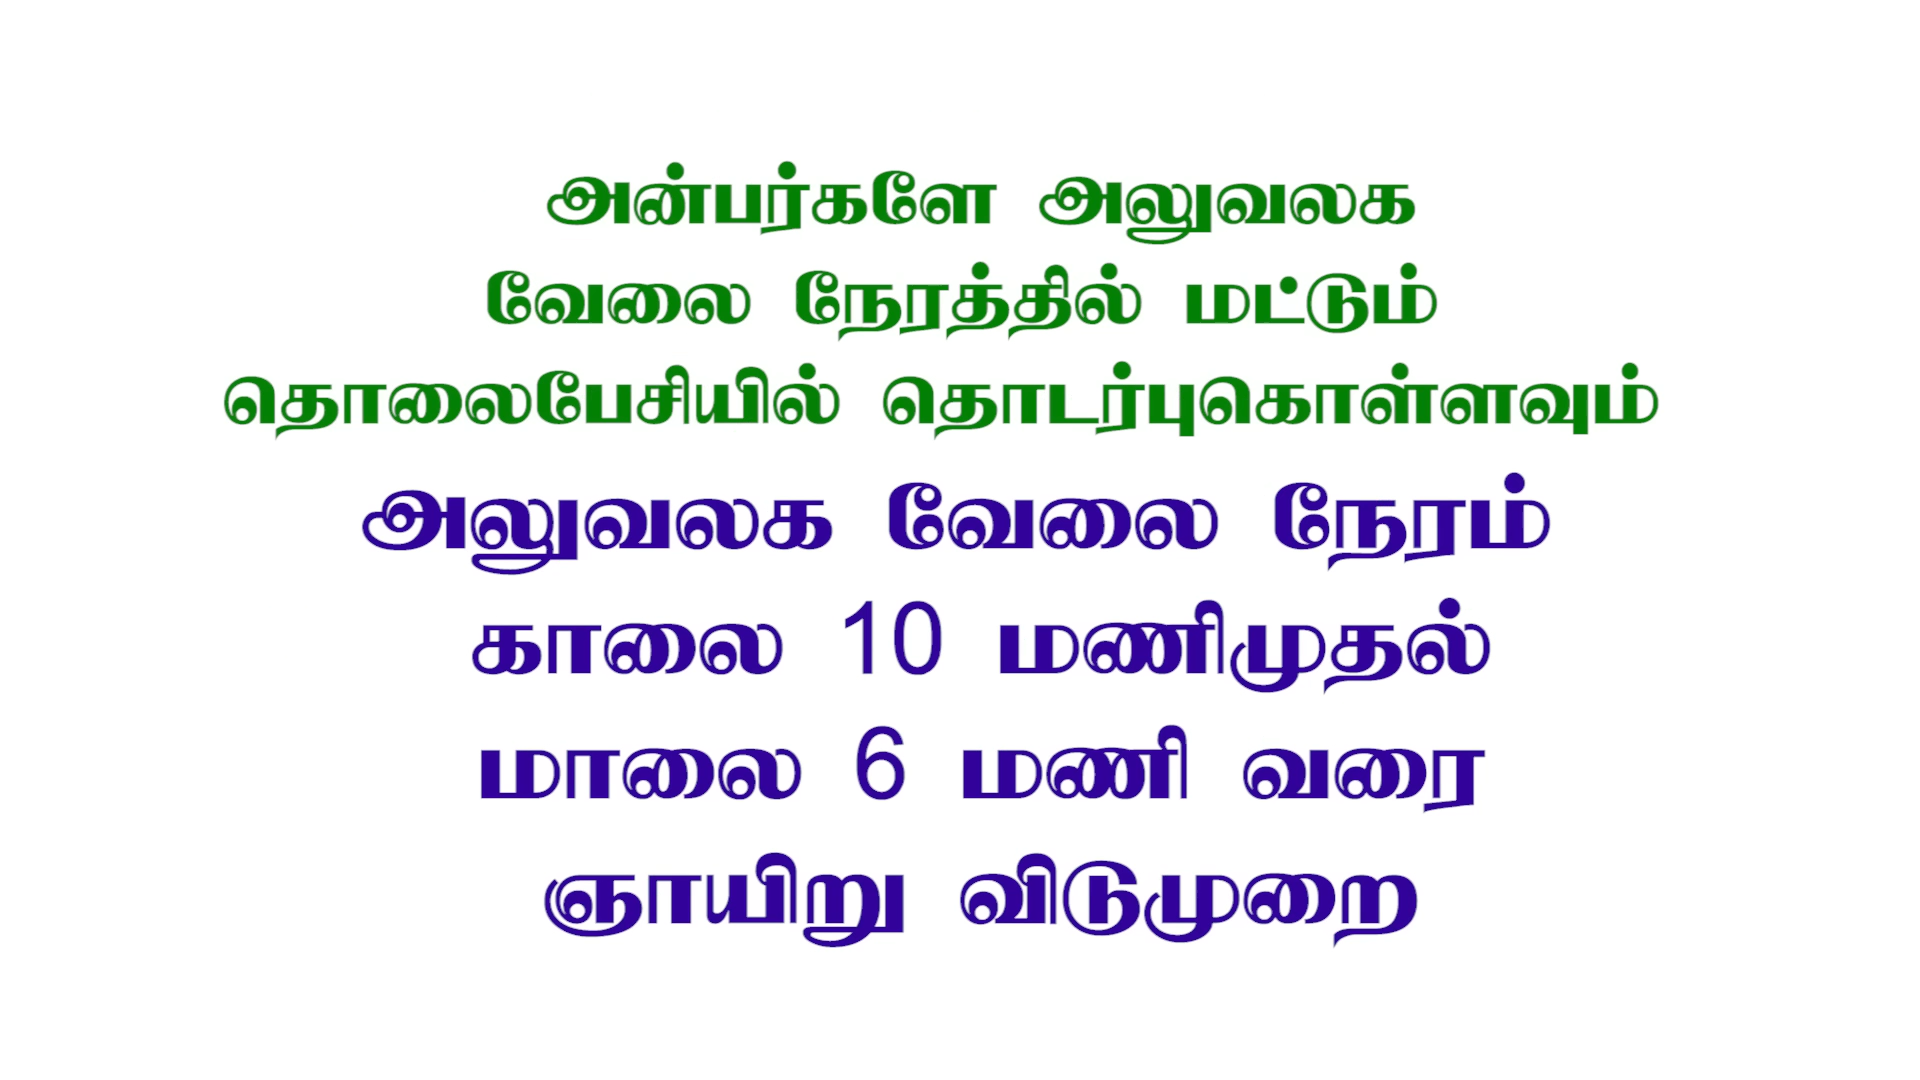 அன்பர்களே அலுவலக
வேலை நேரத்தில் மட்டும்
தொலைபேசியில் தொடர்புகொள்ளவும்
அலுவலக வேலை நேரம்
காலை 10 மணிமுதல்
மாலை 6 மணி வரை
ஞாயிறு விடுமுறை